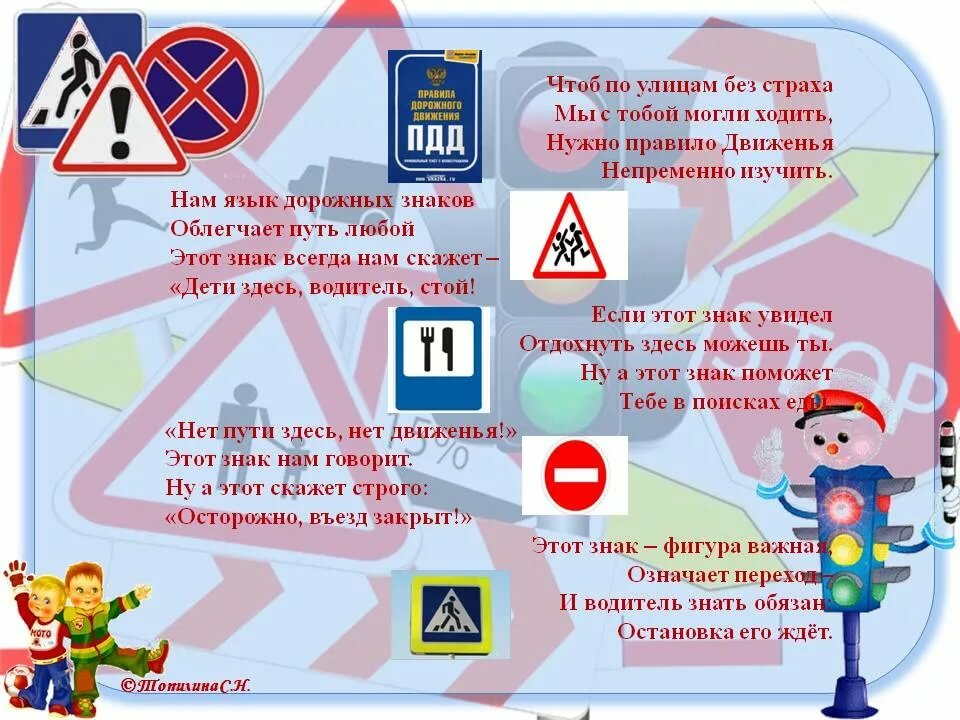 ПРАВИЛА
ДОРОЖНОГО
ДВИЖЕНИЯ
ПДД
Чтоб по улицам без страха
Мы с тобой могли ходить,
Нужно правило Движенья
Непременно изучить.
Нам язык дорожных знаков
Облегчает путь любой
Этот знак всегда нам скажет –
«Дети здесь, водитель, стой!
Если этот знак увидел
Отдохнуть здесь можешь ты.
Ну а этот знак поможет
Тебе в поисках еды.
STOP
15%
«Нет пути здесь, нет движенья!»
Этот знак нам говорит.
Ну а этот скажет строго:
«Осторожно, въезд закрыт!»
Этот знак – фигура важная,
Означает переход –
И водитель знать обязан:
Остановка его ждёт.
МОТО
©Топилина С.Н.